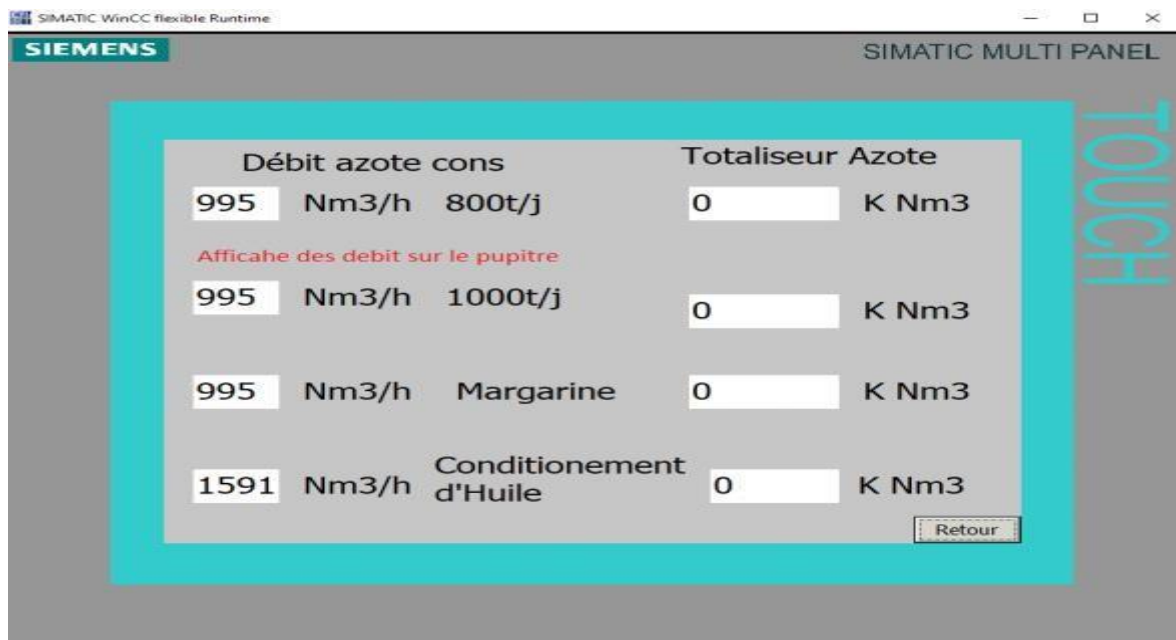 SIMATIC WinCC flexible Runtime
SIEMENS
SIMATIC MULTI PANEL
TOUCH
Débit azote cons
Totaliseur Azote
995 Nm3/h 800t/j 0 K Nm3
Afficahe des debit sur le pupitre
995 Nm3/h 1000t/j 0 K Nm3
995 Nm3/h Margarine 0 K Nm3
Conditionement
1591 Nm3/h d'Huile 0 K Nm3
Retour